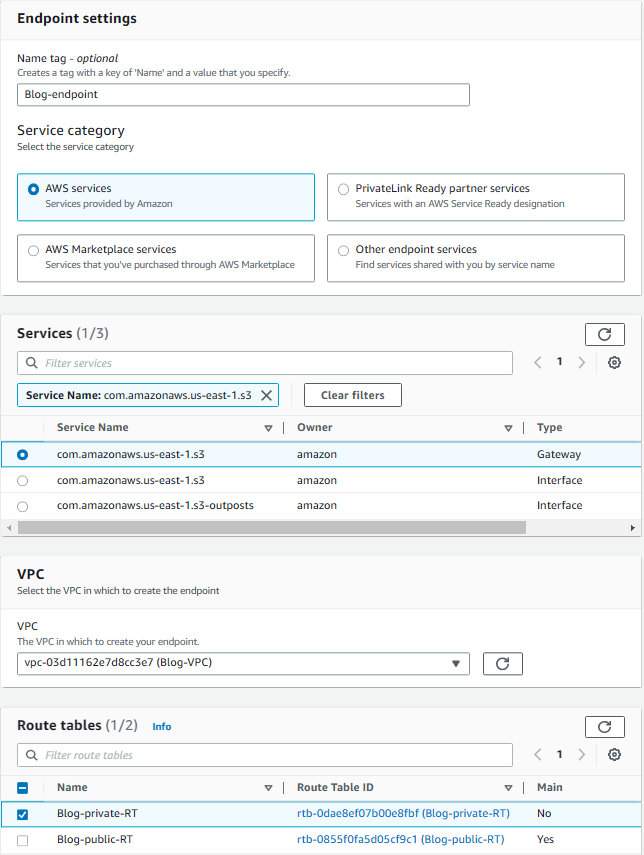 Endpoint settings
Name tag - optional
Creates a tag with a key of 'Name' and a value that you specify.
Blog-endpoint
Service category
Select the service category
AWS services
Services provided by Amazon
PrivateLink Ready partner services
Services with an AWS Service Ready designation
AWS Marketplace services
Services that you've purchased through AWS Marketplace
Other endpoint services
Find services shared with you by service name
Services (1/3)
Filter services
1
Service Name: com.amazonaws.us-east-1.s3
Clear filters
Service Name Owner Type
com.amazonaws.us-east-1.s3 amazon Gateway
com.amazonaws.us-east-1.s3 amazon Interface
com.amazonaws.us-east-1.s3-outposts amazon Interface
VPC
Select the VPC in which to create the endpoint
VPC
The VPC in which to create your endpoint.
vpc-03d11162e7d8cc3e7 (Blog-VPC)
Route tables (1/2) Info
Filter route tables
1
Name Route Table ID Main
Blog-private-RT rtb-0dae8ef07b00e8fbf (Blog-private-RT) No
Blog-public-RT rtb-0855f0fa5d05cf9c1 (Blog-public-RT) Yes